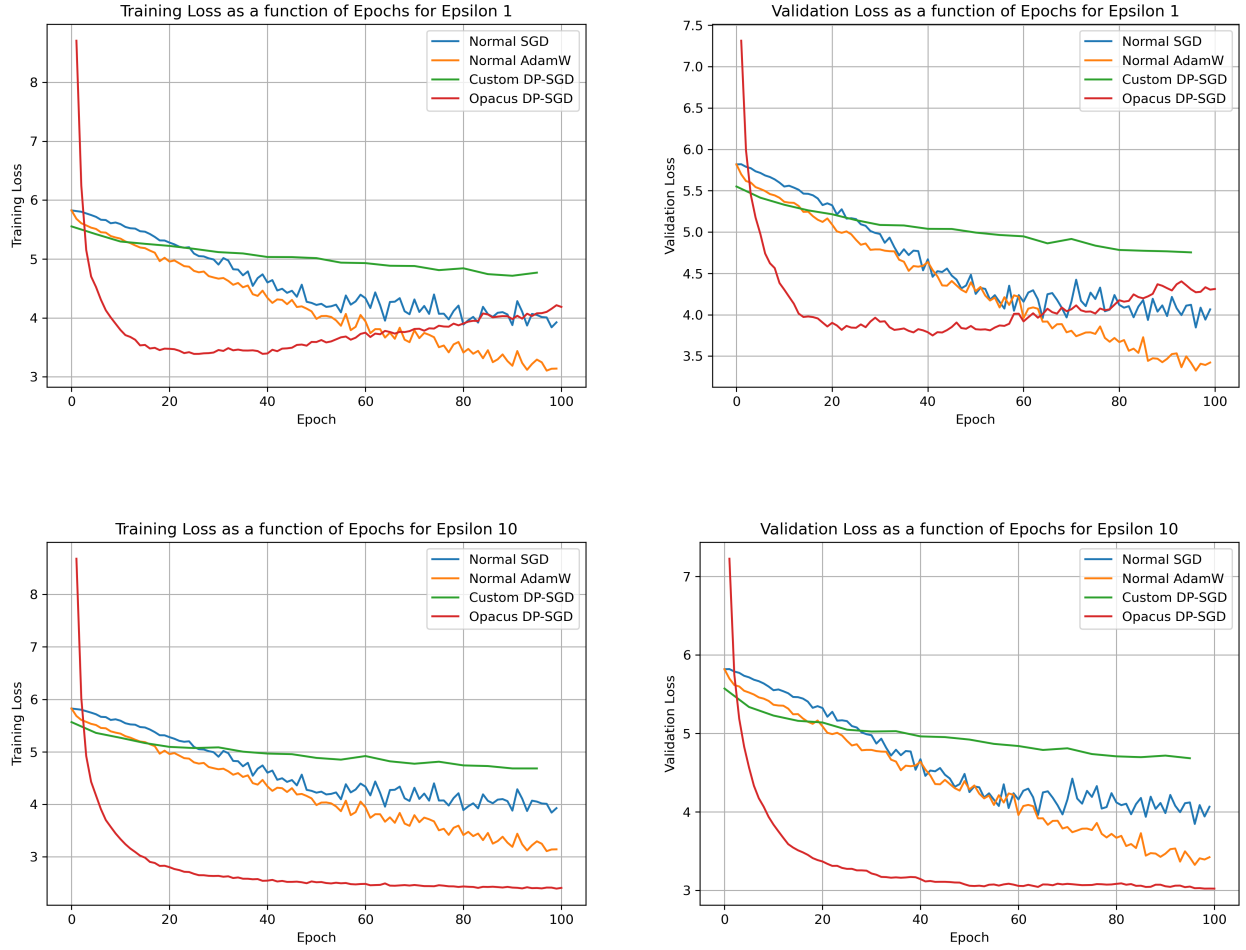 Training Loss as a function of Epochs for Epsilon 1
Training Loss
8
7
6
5
4
3
0 20 40 60 80 100
Epoch
Normal SGD
Normal AdamW
Custom DP-SGD
Opacus DP-SGD
Validation Loss as a function of Epochs for Epsilon 1
Validation Loss
7.5
7.0
6.5
6.0
5.5
5.0
4.5
4.0
3.5
0 20 40 60 80 100
Epoch
Normal SGD
Normal AdamW
Custom DP-SGD
Opacus DP-SGD
Training Loss as a function of Epochs for Epsilon 10
Training Loss
8
7
6
5
4
3
0 20 40 60 80 100
Epoch
Normal SGD
Normal AdamW
Custom DP-SGD
Opacus DP-SGD
Validation Loss as a function of Epochs for Epsilon 10
Validation Loss
7
6
5
4
3
0 20 40 60 80 100
Epoch
Normal SGD
Normal AdamW
Custom DP-SGD
Opacus DP-SGD